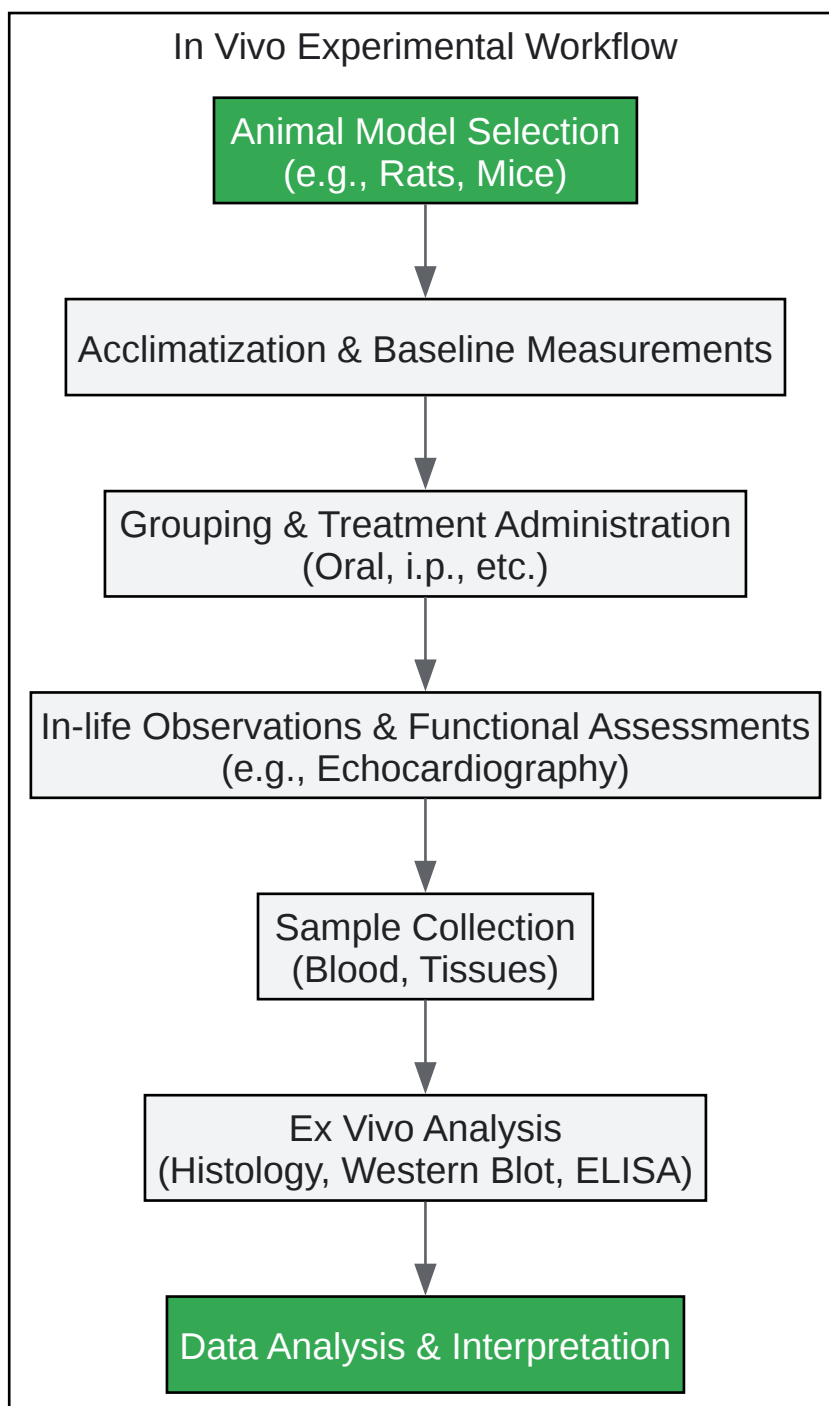 In Vivo Experimental Workflow
Animal Model Selection
(e.g., Rats, Mice)
Acclimatization & Baseline Measurements
Grouping & Treatment Administration
(Oral, i.p., etc.)
In-life Observations & Functional Assessments
(e.g., Echocardiography)
Sample Collection
(Blood, Tissues)
Ex Vivo Analysis
(Histology, Western Blot, ELISA)
Data Analysis & Interpretation